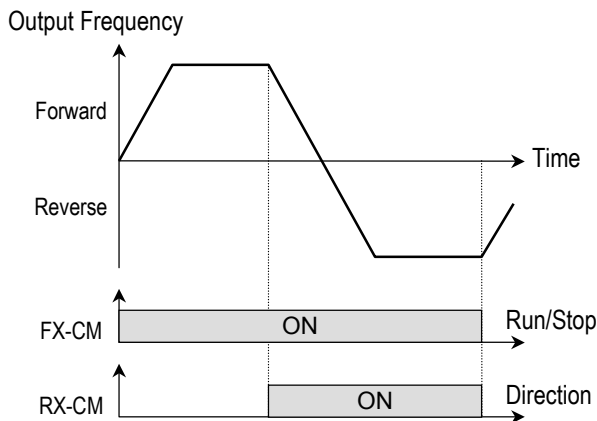 Output Frequency
Forward
Time
Reverse
FX-CM
ON
Run/Stop
RX-CM
ON
Direction